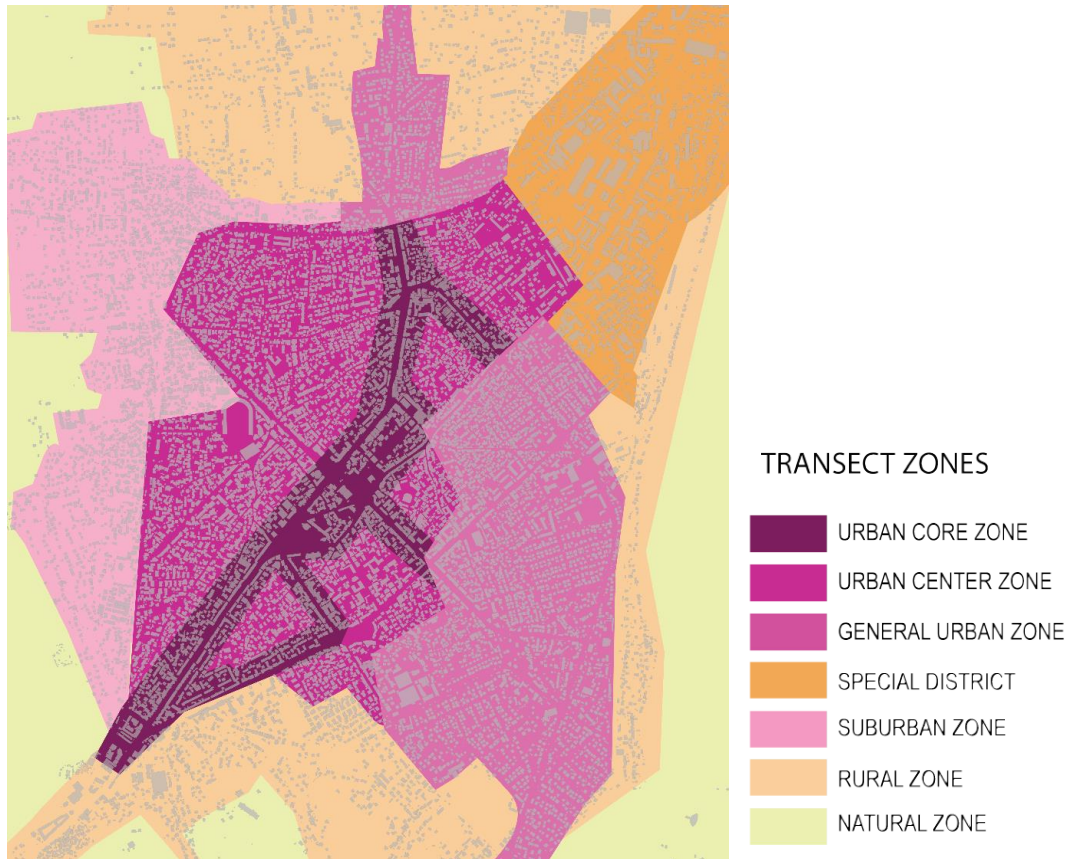 TRANSECT ZONES
URBAN CORE ZONE
URBAN CENTER ZONE
GENERAL URBAN ZONE
SPECIAL DISTRICT
SUBURBAN ZONE
RURAL ZONE
NATURAL ZONE